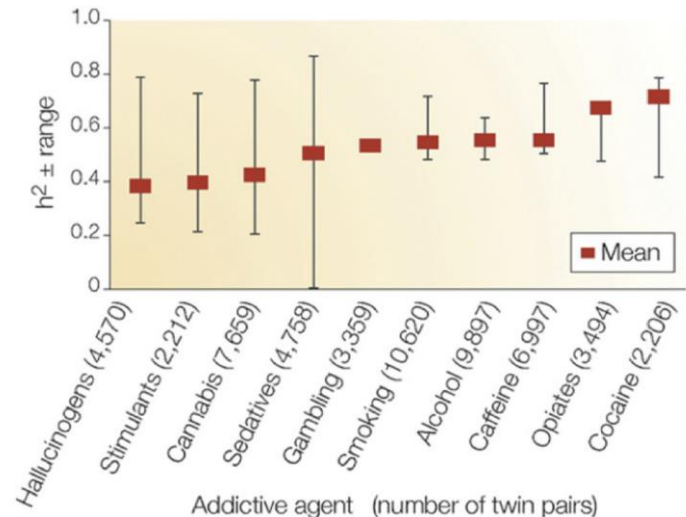 1.0
0.8
0.6
0.4
0.2
0
h² ± range
Mean
Hallucinogens (4,570)
Stimulants (2,212)
Cannabis (7,659)
Sedatives (4,758)
Gambling (3,359)
Smoking (10,620)
Alcohol (9,897)
Caffeine (6,997)
Opiates (3,494)
Cocaine (2,206)
Addictive agent (number of twin pairs)